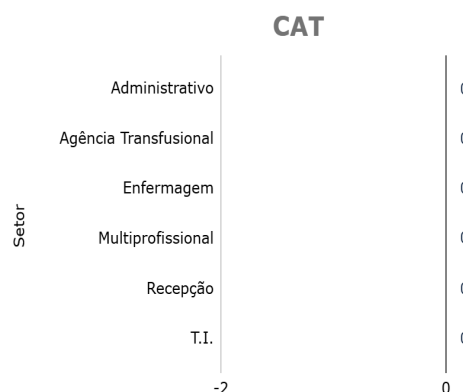 CAT
Administrativo
Agência Transfusional
Enfermagem
Multiprofissional
Recepção
T.I.
Setor
-2 0